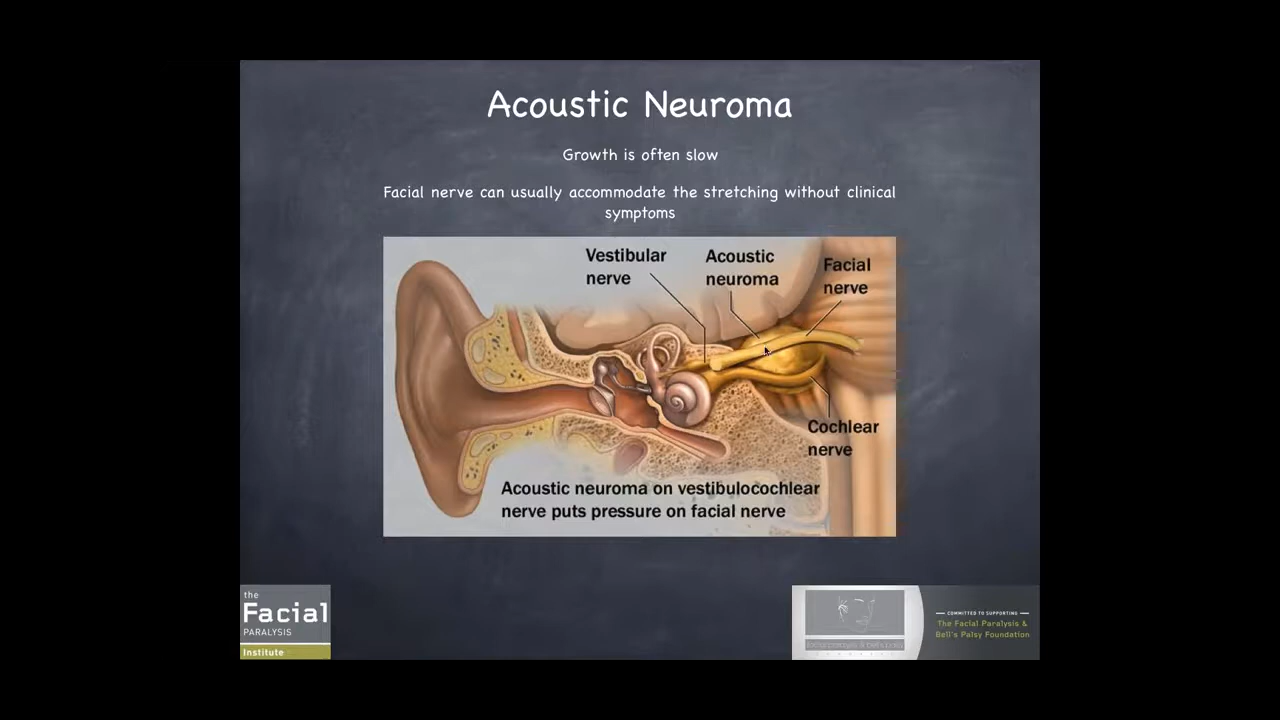 Acoustic Neuroma
Growth is often slow
Facial nerve can usually accommodate the stretching without clinical
symptoms
Vestibular
nerve
Acoustic
neuroma
Facial
nerve
Cochlear
nerve
Acoustic neuroma on vestibulocochlear
nerve puts pressure on facial nerve
the
Facial
PARALYSIS
Institute
COMMITTED TO SUPPORTING
The Facial Paralysis &
Bell's Palsy Foundation